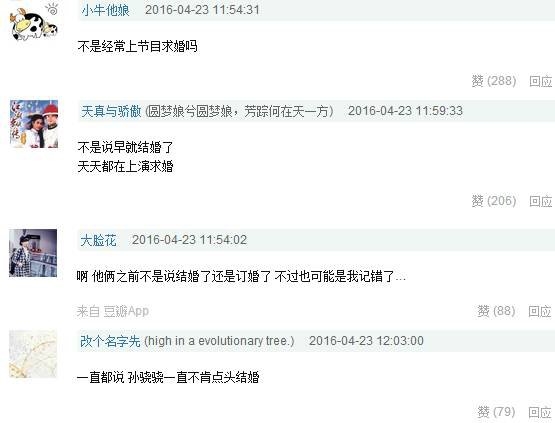 小牛他娘 2016-04-23 11:54:31
不是经常上节目求婚吗
赞 (288) 回应
天真与骄傲 (圆梦娘兮圆梦娘，芳踪何在天一方) 2016-04-23 11:59:33
不是说早就结婚了
天天都在上演求婚
赞 (206) 回应
大脸花 2016-04-23 11:54:02
啊 他俩之前不是说结婚了还是订婚了 不过也可能是我记错了...
来自 豆瓣App
赞 (88) 回应
改个名字先 (high in a evolutionary tree.) 2016-04-23 12:03:00
一直都说 孙骁骁一直不肯点头结婚
赞 (79) 回应